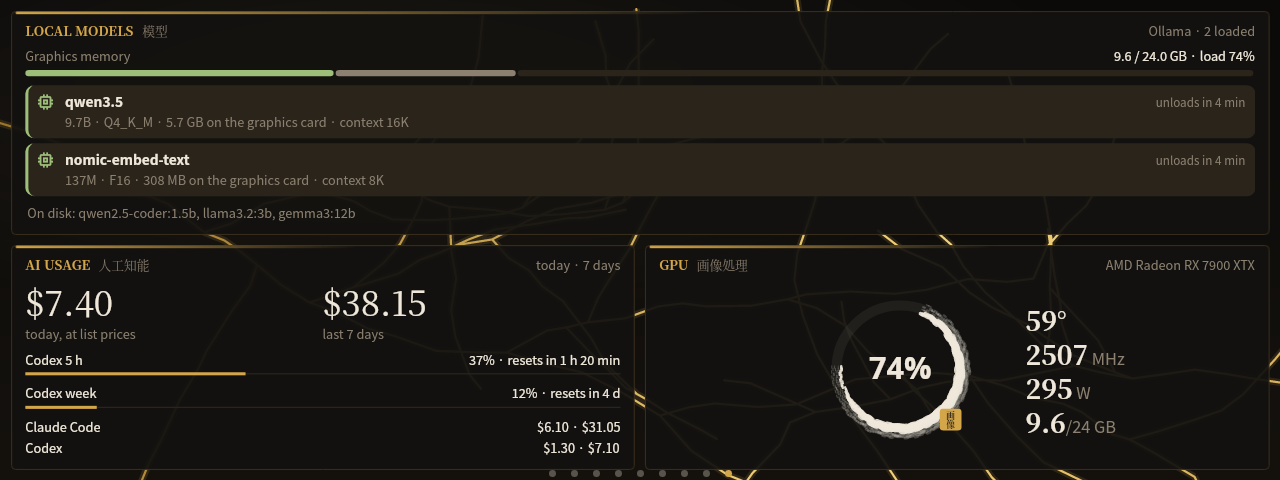 LOCAL MODELS 模型
Ollama · 2 loaded
Graphics memory
9.6 / 24.0 GB · load 74%
qwen3.5
unloads in 4 min
9.7B · Q4_K_M · 5.7 GB on the graphics card · context 16K
nomic-embed-text
unloads in 4 min
137M · F16 · 308 MB on the graphics card · context 8K
On disk: qwen2.5-coder:1.5b, llama3.2:3b, gemma3:12b
AI USAGE 人工知能
today · 7 days
$7.40
$38.15
today, at list prices
last 7 days
Codex 5 h
37% · resets in 1 h 20 min
Codex week
12% · resets in 4 d
Claude Code
$6.10 · $31.05
Codex
$1.30 · $7.10
GPU 画像処理
AMD Radeon RX 7900 XTX
74%
画像
59°
2507 MHz
295 W
9.6/24 GB